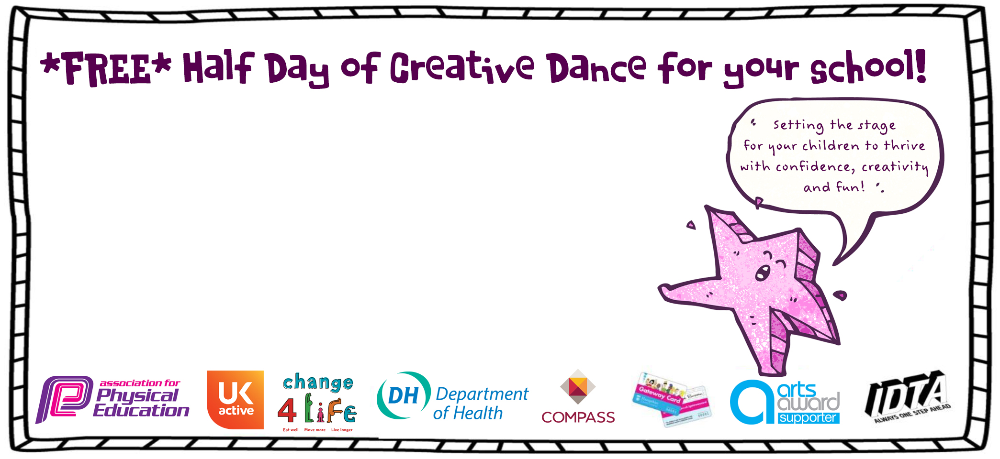 *FREE* Half Day of Creative Dance for your school!
Setting the stage
for your children to thrive
with confidence, creativity
and fun!
association for
Physical
Education
UK
active
change
4 LiFE
Eat well Move more Live longer
DH
Department
of Health
COMPASS
Gateway Card
arts
award
supporter
IDTA
ALWAYS ONE STEP AHEAD